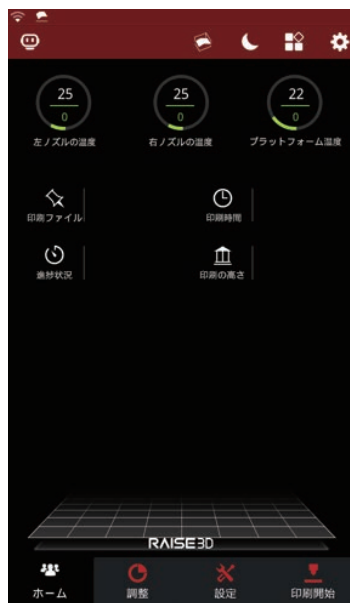 25 25 22
0 0 0
左ノズルの温度 右ノズルの温度 プラットフォーム温度
印刷ファイル 印刷時間
進捗状況 印刷の高さ
RAISE3D
ホーム 調整 設定 印刷開始